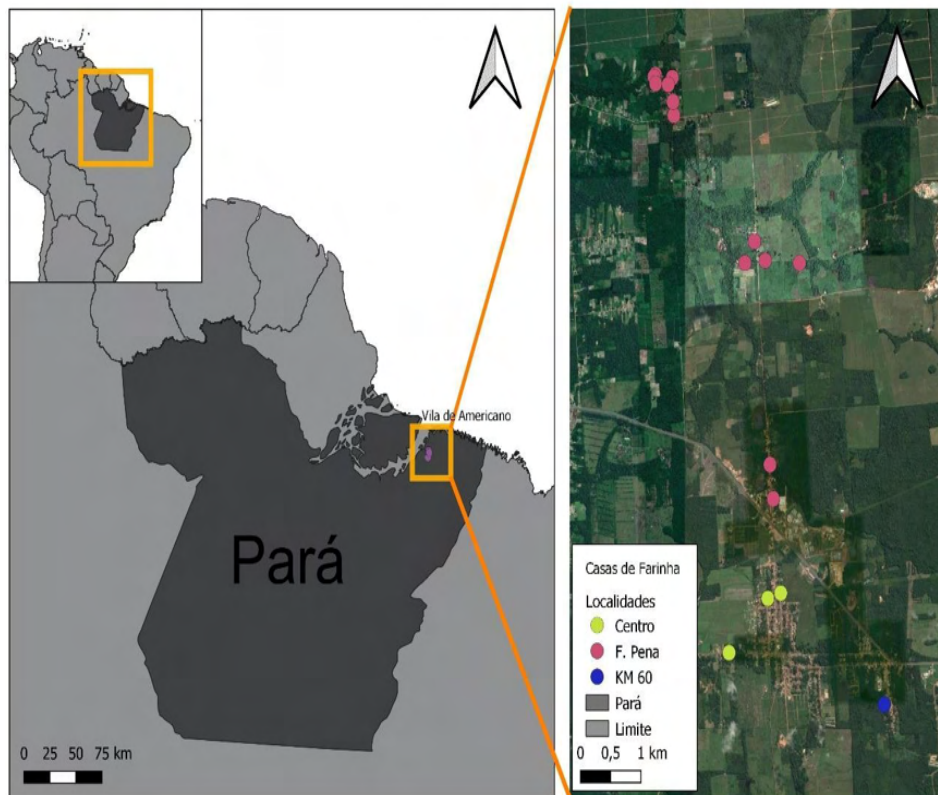 Vila de Americano
Pará
0 25 50 75 km
Casas de Farinha
Localidades
Centro
F. Pena
KM 60
Pará
Limite
0 0,5 1 km